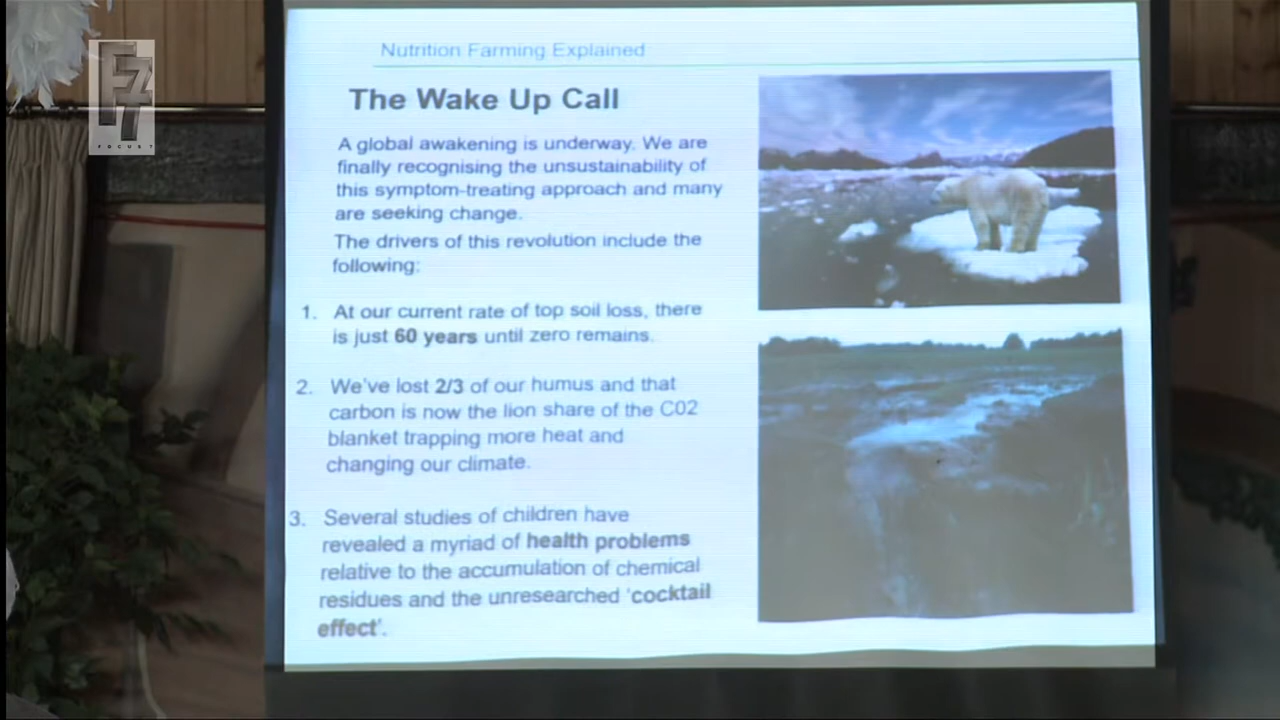 F7
FOCUS7
Nutrition Farming Explained
The Wake Up Call
A global awakening is underway. We are
finally recognising the unsustainability of
this symptom-treating approach and many
are seeking change.
The drivers of this revolution include the
following:
1. At our current rate of top soil loss, there
is just 60 years until zero remains.
2. We've lost 2/3 of our humus and that
carbon is now the lion share of the C02
blanket trapping more heat and
changing our climate.
3. Several studies of children have
revealed a myriad of health problems
relative to the accumulation of chemical
residues and the unresearched 'cocktail
effect'.